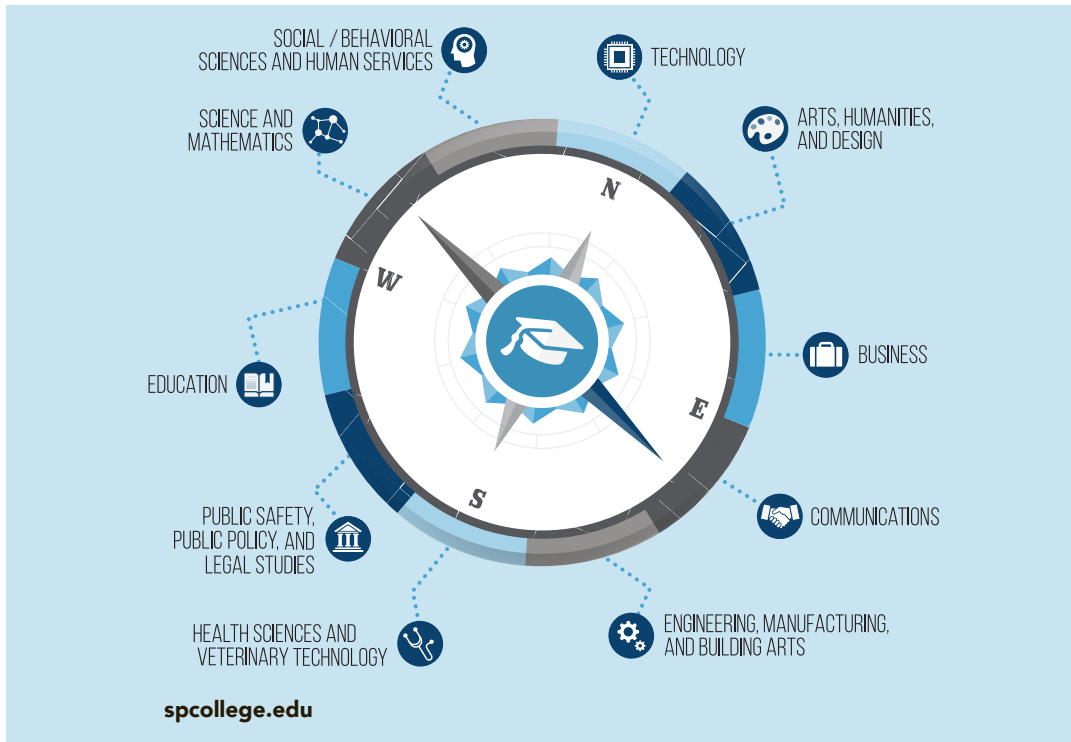 SOCIAL / BEHAVIORAL
SCIENCES AND HUMAN SERVICES
TECHNOLOGY
SCIENCE AND
MATHEMATICS
ARTS, HUMANITIES,
AND DESIGN
N
W
EDUCATION
BUSINESS
E
S
PUBLIC SAFETY,
PUBLIC POLICY, AND
LEGAL STUDIES
COMMUNICATIONS
HEALTH SCIENCES AND
VETERINARY TECHNOLOGY
ENGINEERING, MANUFACTURING,
AND BUILDING ARTS
spcollege.edu